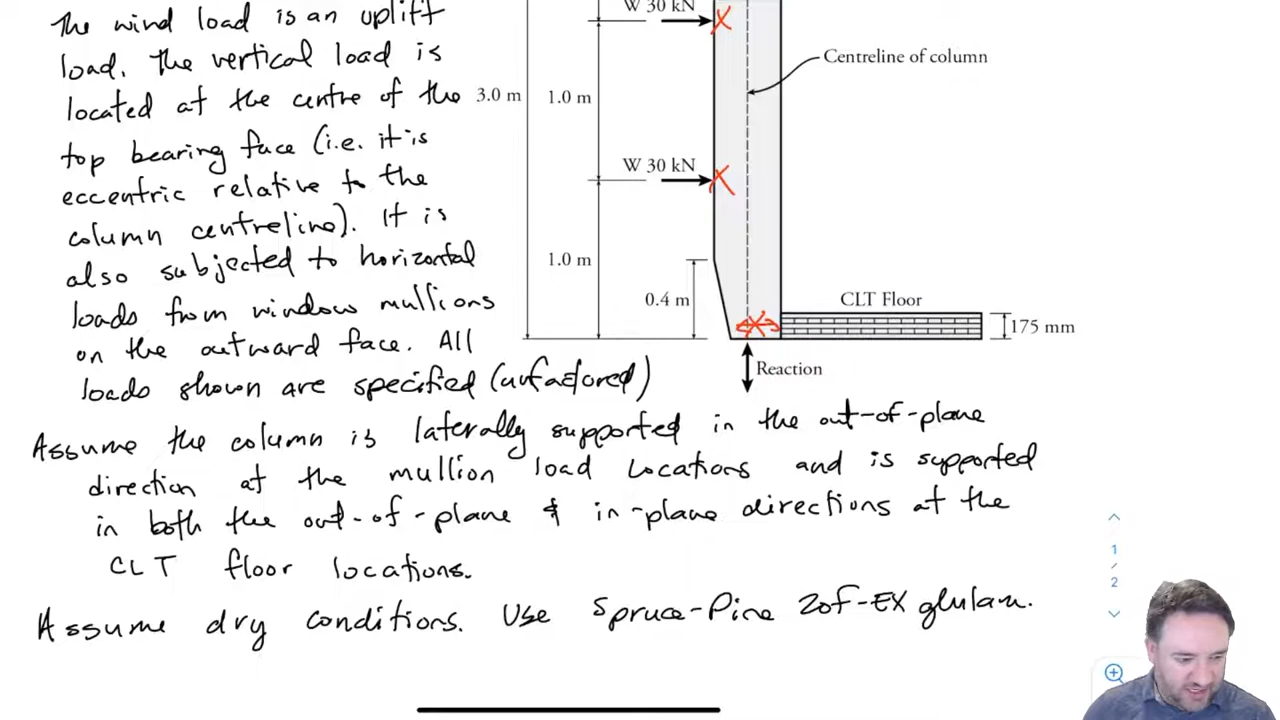 The wind load is an uplift
load. The vertical load is
located at the centre of the
top bearing face (i.e. it is
eccentric relative to the
column centreline). It is
also subjected to horizontal
loads from window mullions
on the outward face. All
loads shown are specified (unfactored)
Assume the column is laterally supported in the out-of-plane
direction at the mullion load locations and is supported
in both the out-of-plane & in-plane directions at the
CLT floor locations.
Assume dry conditions. Use Spruce-Pine 20f-EX glulam.
W 30 kN
Centreline of column
3.0 m
1.0 m
W 30 kN
1.0 m
0.4 m
CLT Floor
175 mm
Reaction
1
/
2